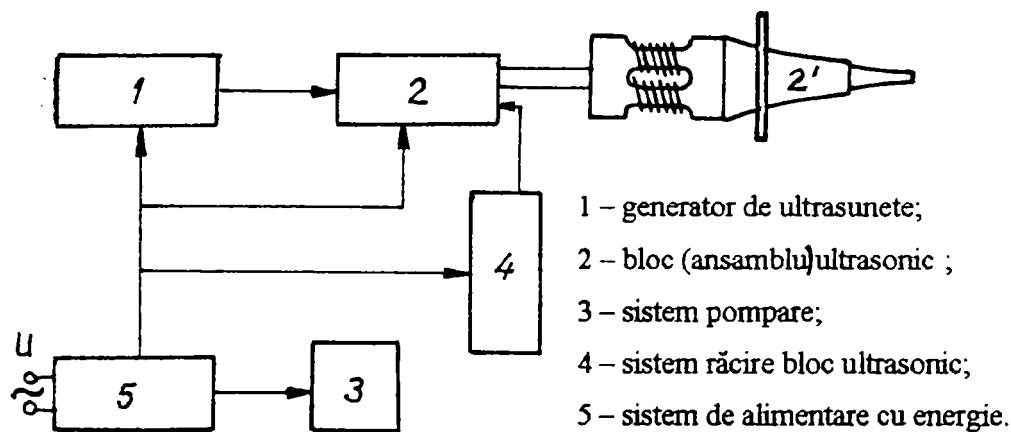 1
2
2'
1 – generator de ultrasunete;
2 – bloc (ansamblu)ultrasonic ;
4
3 – sistem pompare;
4 – sistem răcire bloc ultrasonic;
u
~
5
3
5 – sistem de alimentare cu energie.